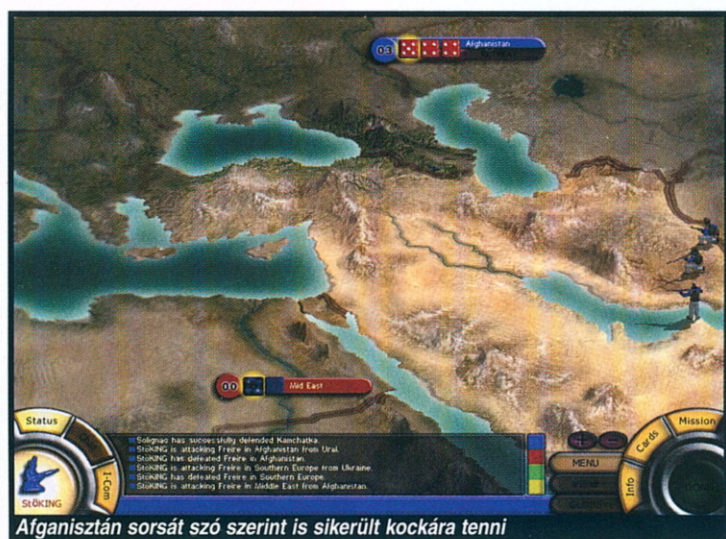 03 Afghanistan
00 Mid East
Status
I-Com
StöKING
Solignao has successfully defended Kamchatka.
StöKING is attacking Freire in Afghanistan from Ural.
StöKING has defeated Freire in Afghanistan.
StöKING is attacking Freire in Southern Europe from Ukraine.
StöKING has defeated Freire in Southern Europe.
StöKING is attacking Freire in Middle East from Afghanistan.
MENU
Info
Cards
Mission
Afganisztán sorsát szó szerint is sikerült kockára tenni